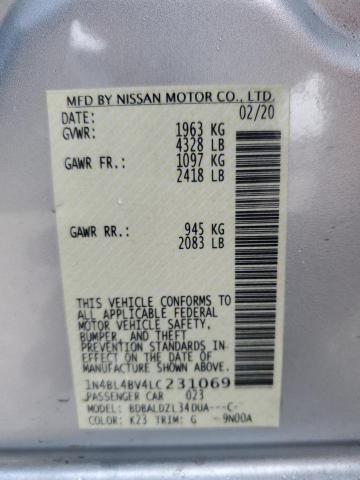 MFD BY NISSAN MOTOR CO., LTD.
DATE: 02/20
GVWR: 1963 KG
4328 LB
GAWR FR.: 1097 KG
2418 LB
GAWR RR.: 945 KG
2083 LB
THIS VEHICLE CONFORMS TO
ALL APPLICABLE FEDERAL
MOTOR VEHICLE SAFETY,
BUMPER, AND THEFT
PREVENTION STANDARDS IN
EFFECT ON THE DATE OF
MANUFACTURE SHOWN ABOVE.
1N4BL4BV4LC231069
PASSENGER CAR 023
MODEL: BDBALDZL34DUA---C-
COLOR: K23 TRIM: G -9N00A